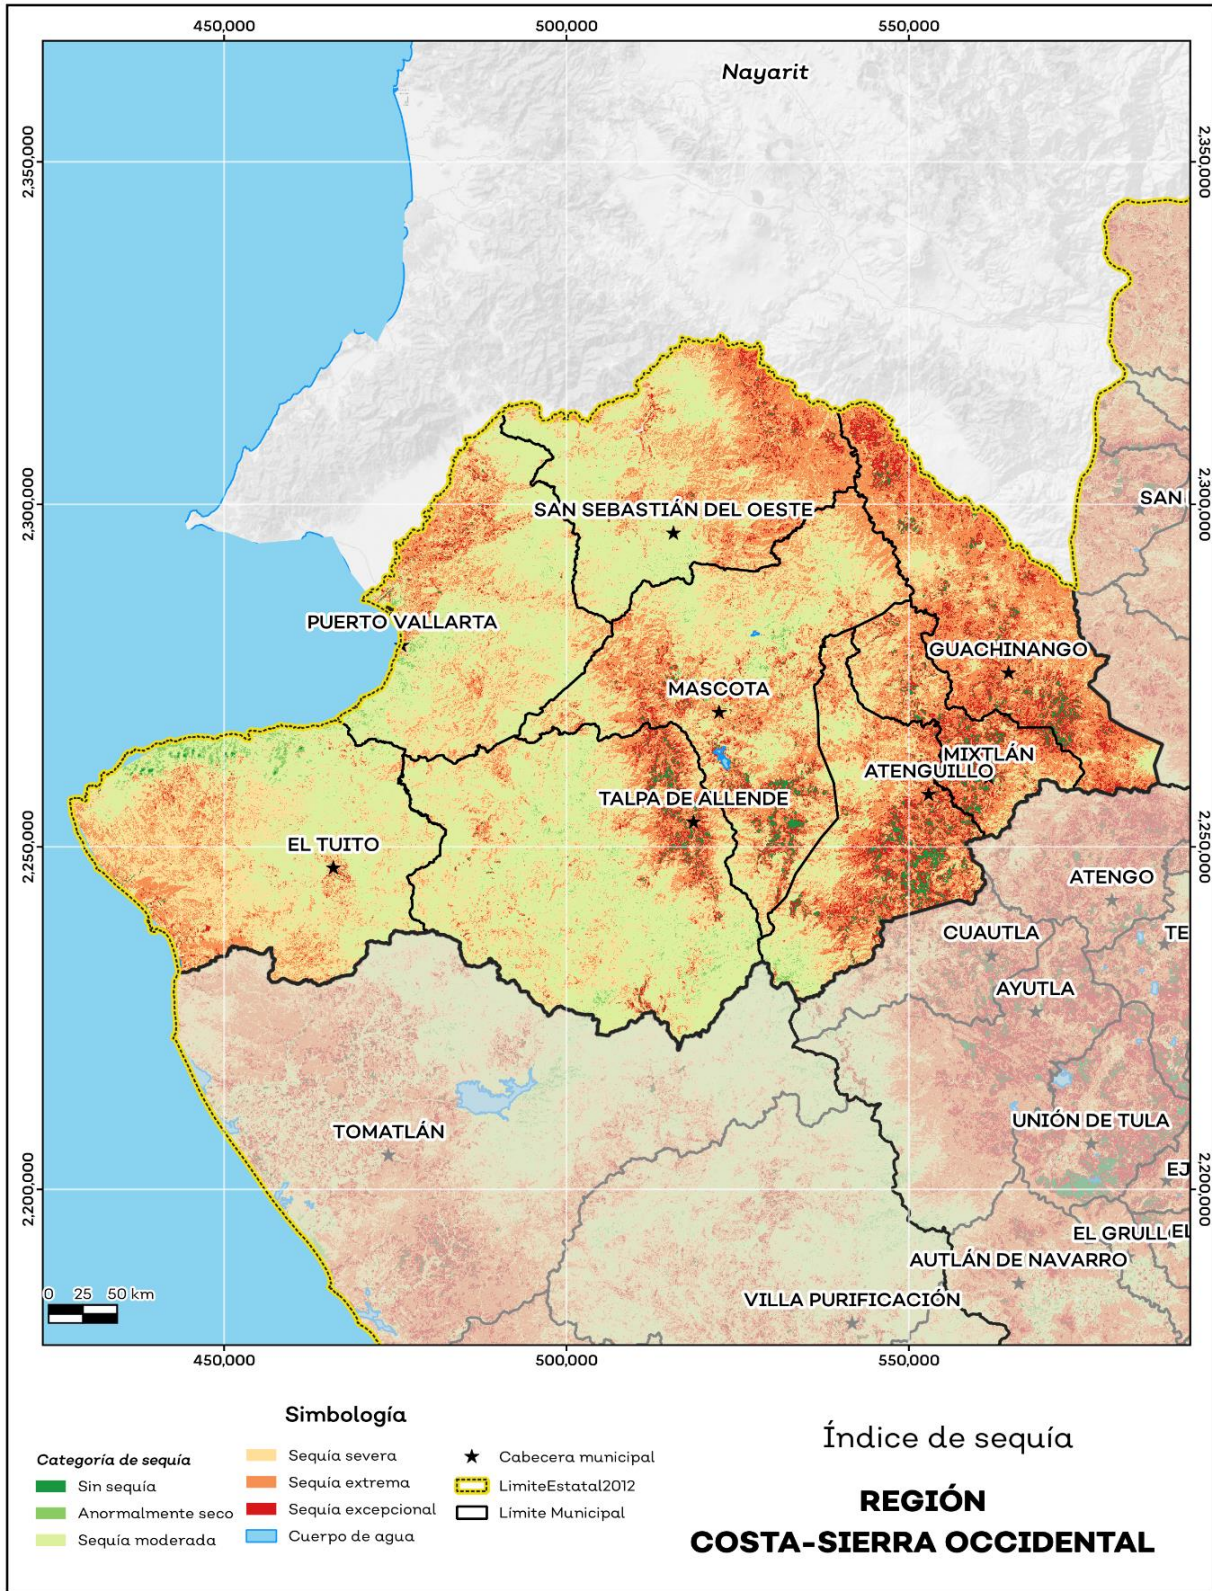 450,000
500,000
550,000
Nayarit
2,350,000
2,350,000
SAN
2,300,000
2,300,000
SAN SEBASTIÁN DEL OESTE
PUERTO VALLARTA
GUACHINANGO
MASCOTA
MIXTLÁN
ATENGUILLO
TALPA DE ALLENDE
EL TUITO
2,250,000
2,250,000
ATENGO
CUAUTLA
TE
AYUTLA
UNIÓN DE TULA
TOMATLÁN
EJ
2,200,000
2,200,000
EL GRULL
EL
AUTLÁN DE NAVARRO
VILLA PURIFICACIÓN
0 25 50 km
450,000
500,000
550,000
Simbología
Categoría de sequía
Sin sequía
Anormalmente seco
Sequía moderada
Sequía severa
Sequía extrema
Sequía excepcional
Cuerpo de agua
Cabecera municipal
LimiteEstatal2012
Límite Municipal
Índice de sequía
REGIÓN
COSTA-SIERRA OCCIDENTAL